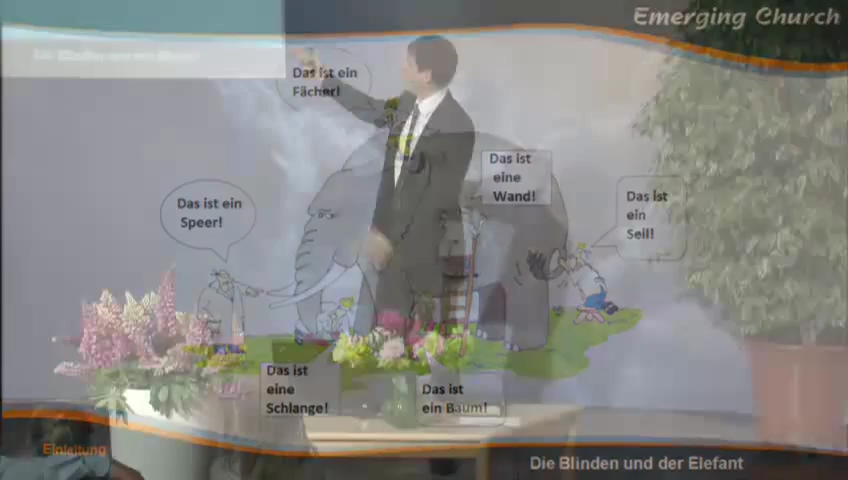 Emerging Church
Das ist ein
Fächer!
Das ist
eine
Wand!
Das ist ein
Speer!
Das ist
ein
Seil!
Das ist
eine
Schlange!
Das ist
ein Baum!
Einleitung
Die Blinden und der Elefant